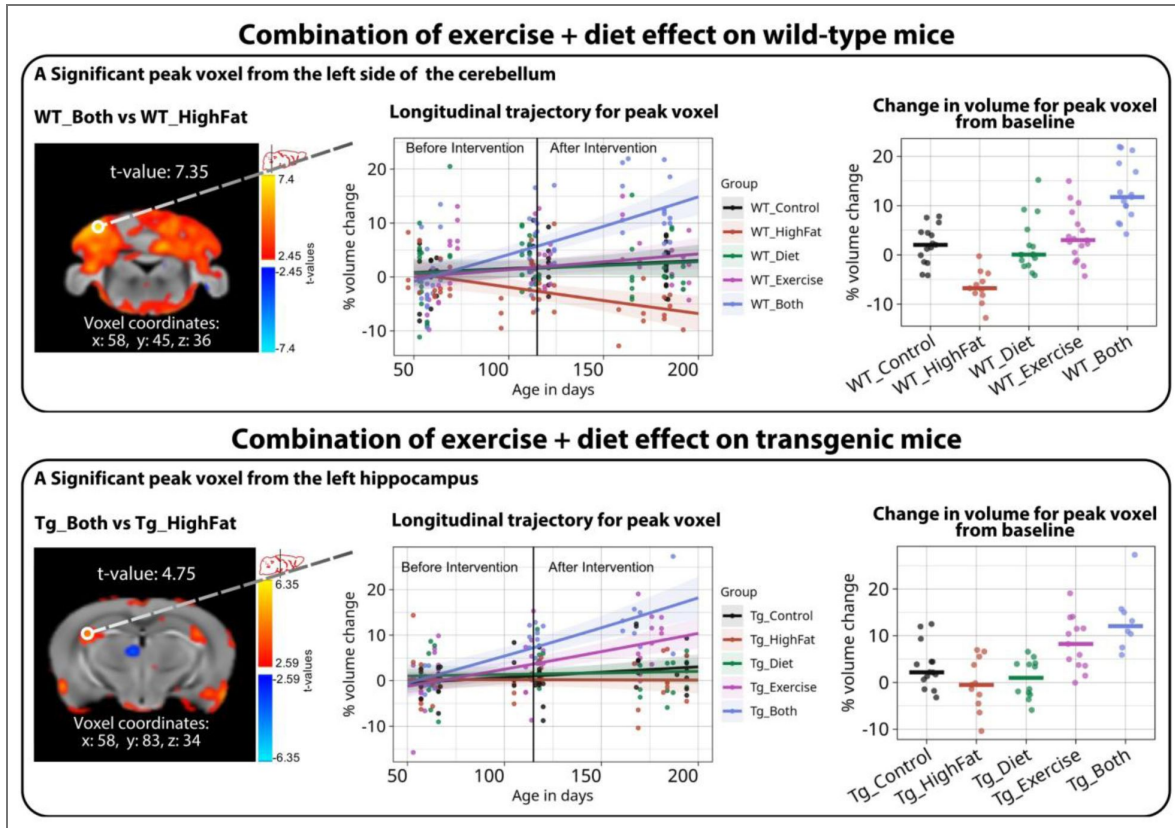 Combination of exercise + diet effect on wild-type mice
A Significant peak voxel from the left side of the cerebellum
WT_Both vs WT_HighFat
t-value: 7.35
Voxel coordinates:
x: 58, y: 45, z: 36
7.4
2.45
-2.45
-7.4
t-values
Longitudinal trajectory for peak voxel
Before Intervention
After Intervention
% volume change
20
10
0
-10
50
100
150
200
Age in days
Group
WT_Control
WT_HighFat
WT_Diet
WT_Exercise
WT_Both
Change in volume for peak voxel
from baseline
% volume change
20
10
0
-10
WT_Control
WT_HighFat
WT_Diet
WT_Exercise
WT_Both
Combination of exercise + diet effect on transgenic mice
A Significant peak voxel from the left hippocampus
Tg_Both vs Tg_HighFat
t-value: 4.75
Voxel coordinates:
x: 58, y: 83, z: 34
6.35
2.59
-2.59
-6.35
t-values
Longitudinal trajectory for peak voxel
Before Intervention
After Intervention
% volume change
20
10
0
-10
50
100
150
200
Age in days
Group
Tg_Control
Tg_HighFat
Tg_Diet
Tg_Exercise
Tg_Both
Change in volume for peak voxel
from baseline
% volume change
20
10
0
-10
Tg_Control
Tg_HighFat
Tg_Diet
Tg_Exercise
Tg_Both